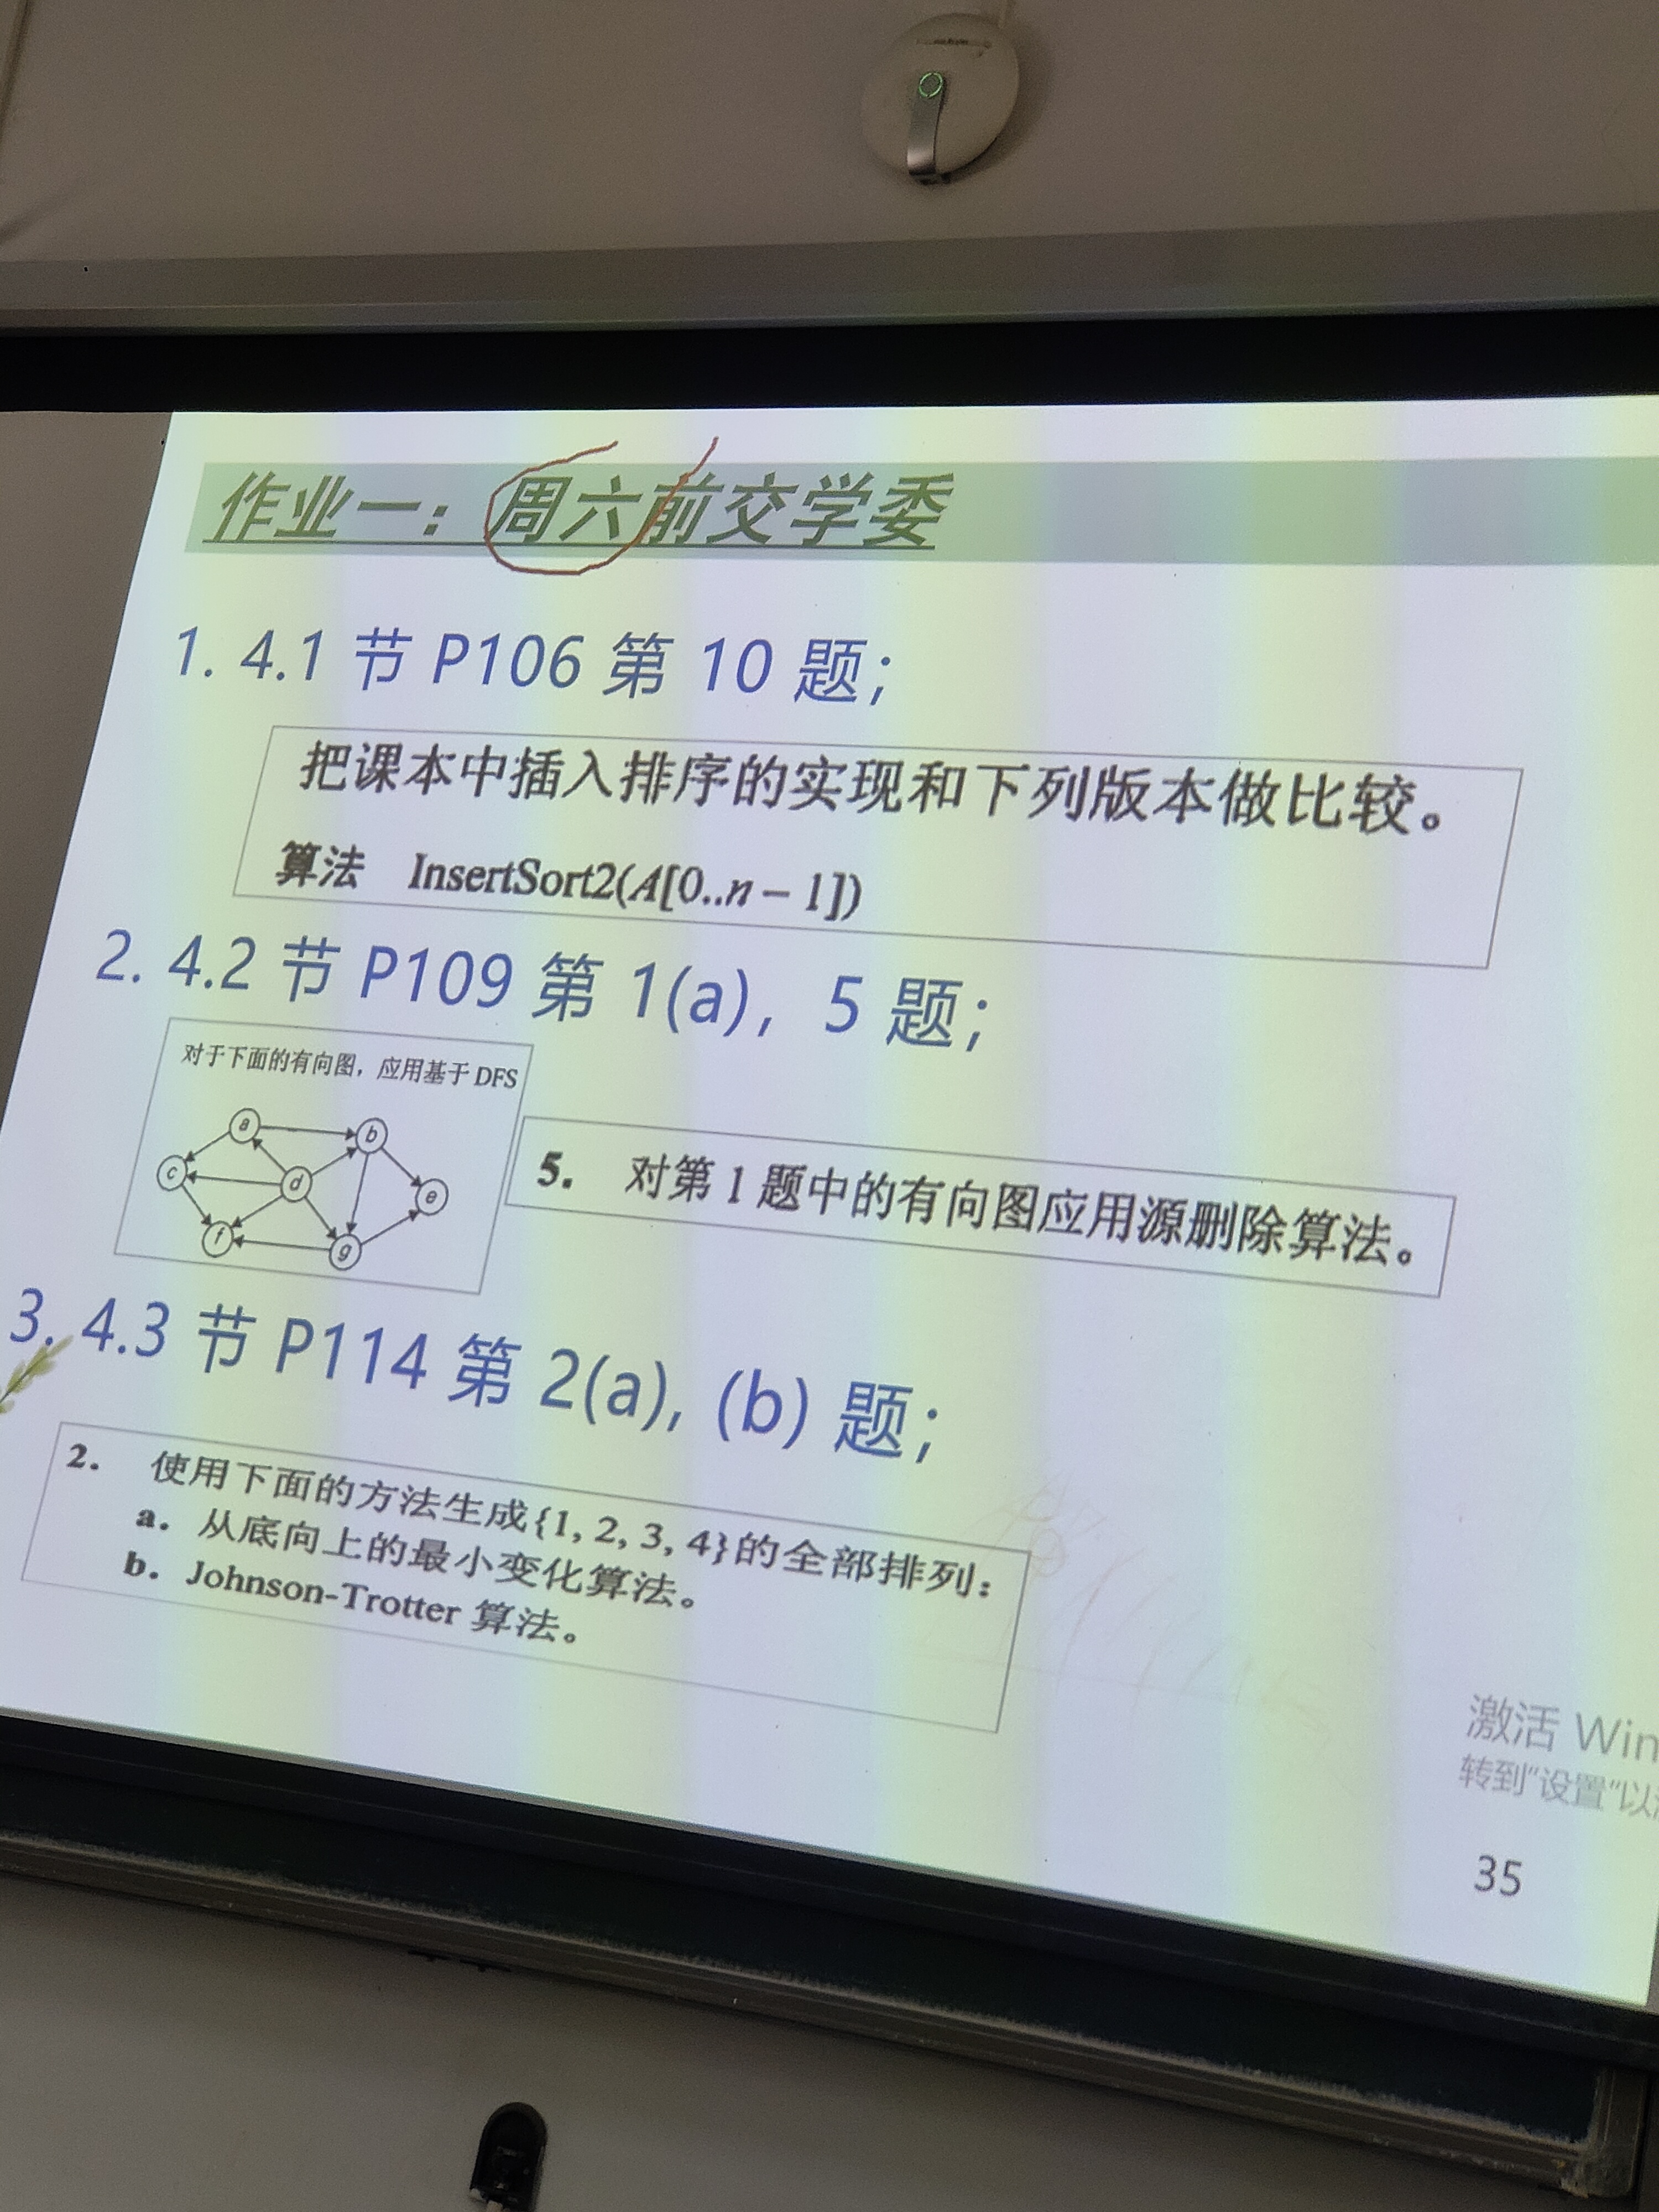 作业一：周六前交学委
1. 4.1 节 P106 第 10 题；
把课本中插入排序的实现和下列版本做比较。
算法 InsertSort2(A[0..n − 1])
2. 4.2 节 P109 第 1(a)，5 题；
对于下面的有向图，应用基于 DFS
a
b
c
d
e
f
g
5. 对第 1 题中的有向图应用源删除算法。
3. 4.3 节 P114 第 2(a), (b) 题；
2. 使用下面的方法生成{1, 2, 3, 4}的全部排列：
a. 从底向上的最小变化算法。
b. Johnson-Trotter 算法。
激活 Win
转到"设置"以
35